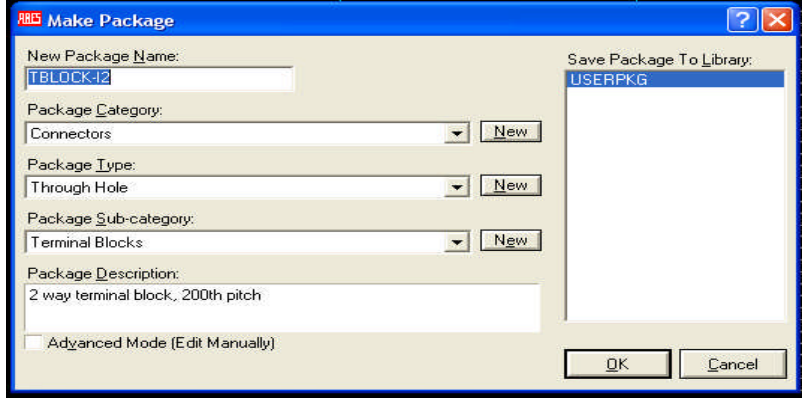 ARES Make Package
New Package Name:
TBLOCK-I2
Package Category:
Connectors
New
Package Type:
Through Hole
New
Package Sub-category:
Terminal Blocks
New
Package Description:
2 way terminal block, 200th pitch
Advanced Mode (Edit Manually)
Save Package To Library:
USERPKG
OK
Cancel